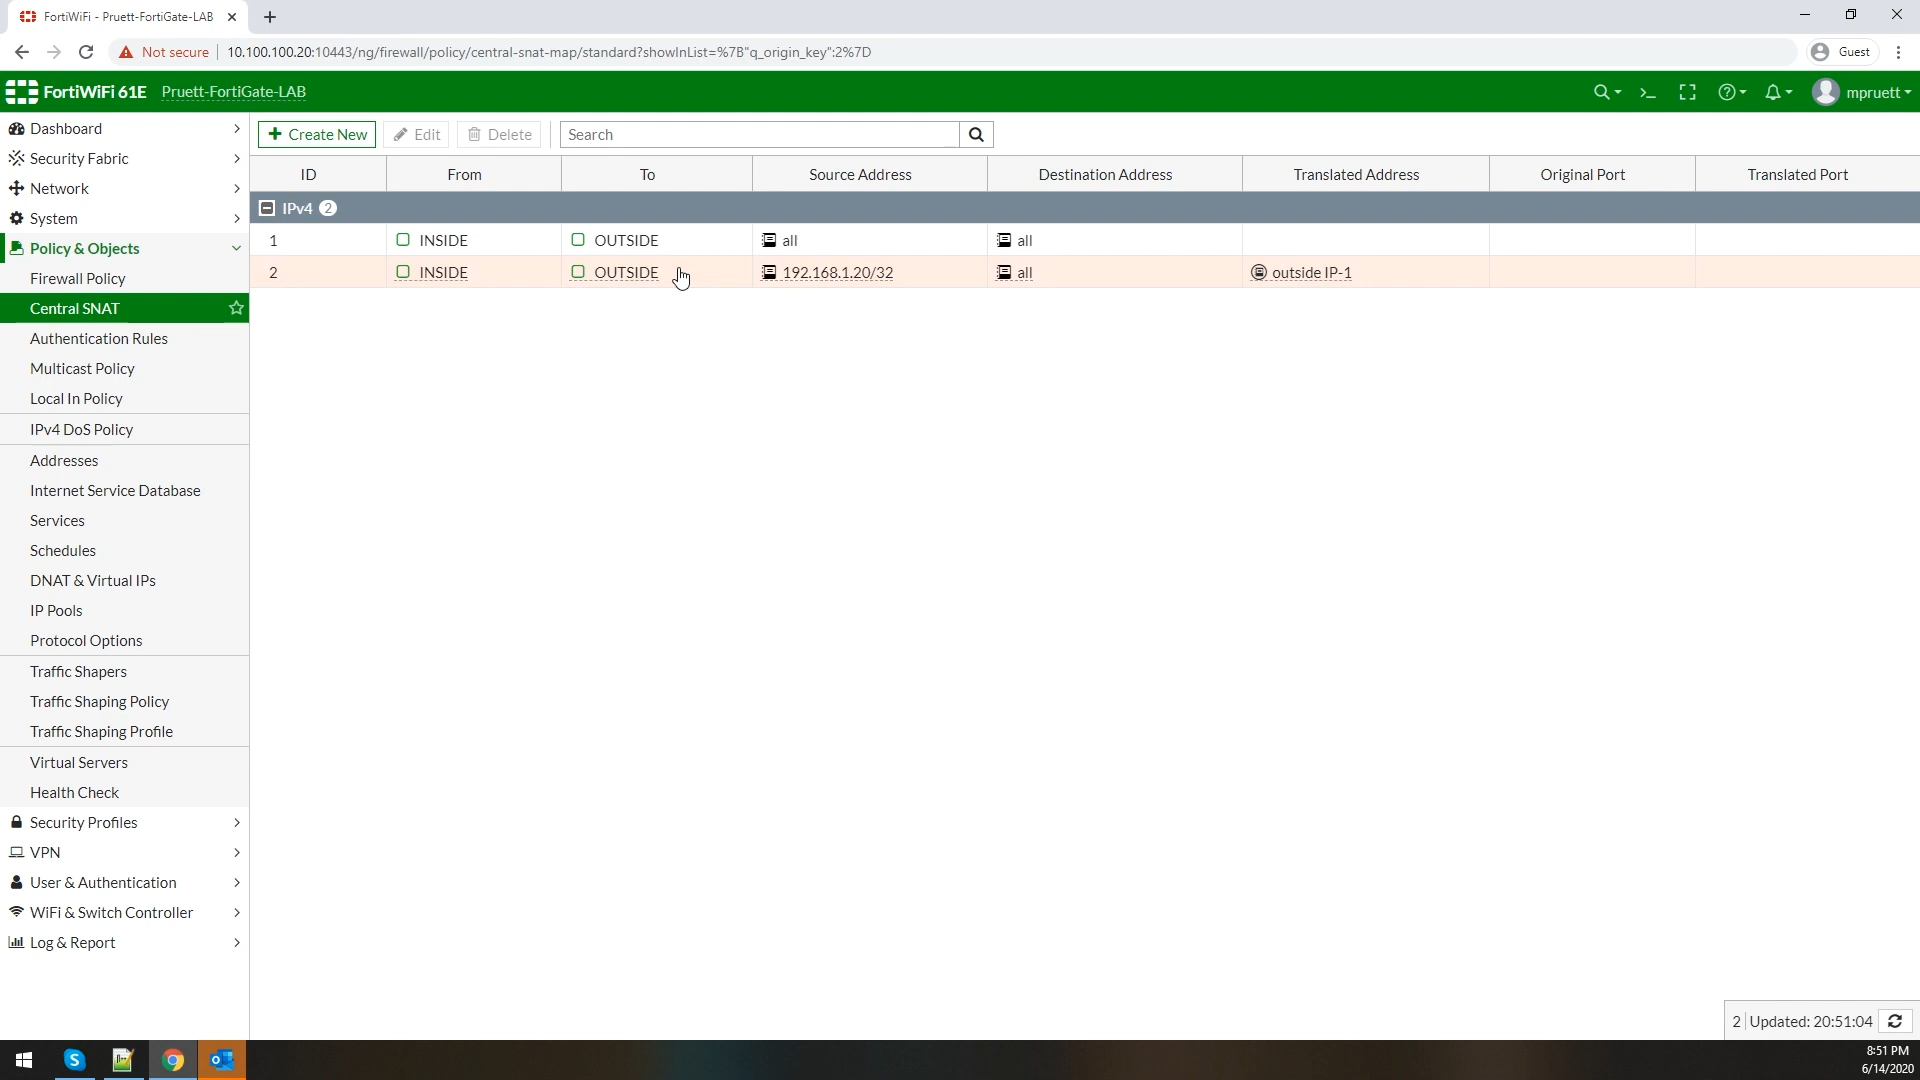 FortiWiFi - Pruett-FortiGate-LAB
Not secure 10.100.100.20:10443/ng/firewall/policy/central-snat-map/standard?showInList=%7B"q_origin_key":2%7D Guest
FortiWiFi 61E Pruett-FortiGate-LAB mpruett
Dashboard
Security Fabric
Network
System
Policy & Objects
Firewall Policy
Central SNAT
Authentication Rules
Multicast Policy
Local In Policy
IPv4 DoS Policy
Addresses
Internet Service Database
Services
Schedules
DNAT & Virtual IPs
IP Pools
Protocol Options
Traffic Shapers
Traffic Shaping Policy
Traffic Shaping Profile
Virtual Servers
Health Check
Security Profiles
VPN
User & Authentication
WiFi & Switch Controller
Log & Report
Create New Edit Delete Search
ID From To Source Address Destination Address Translated Address Original Port Translated Port
IPv4 2
1 INSIDE OUTSIDE all all
2 INSIDE OUTSIDE 192.168.1.20/32 all outside IP-1
2 Updated: 20:51:04
8:51 PM
6/14/2020